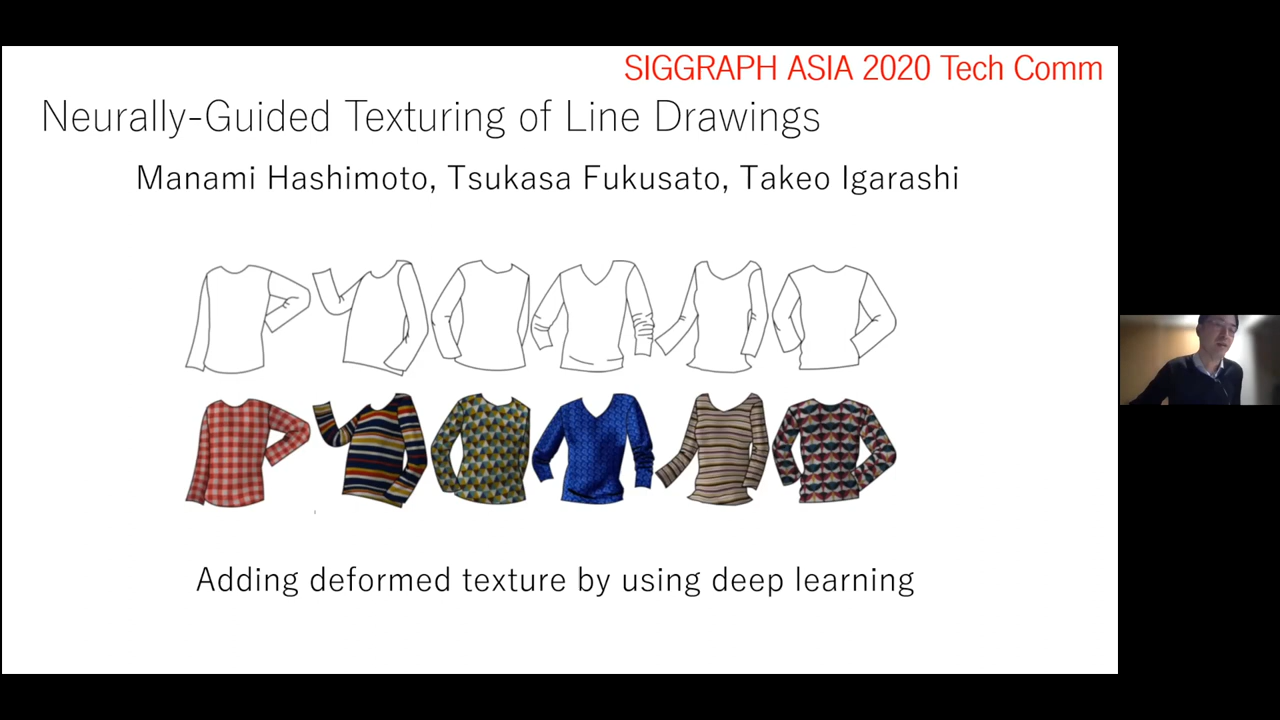 SIGGRAPH ASIA 2020 Tech Comm
Neurally-Guided Texturing of Line Drawings
Manami Hashimoto, Tsukasa Fukusato, Takeo Igarashi
Adding deformed texture by using deep learning